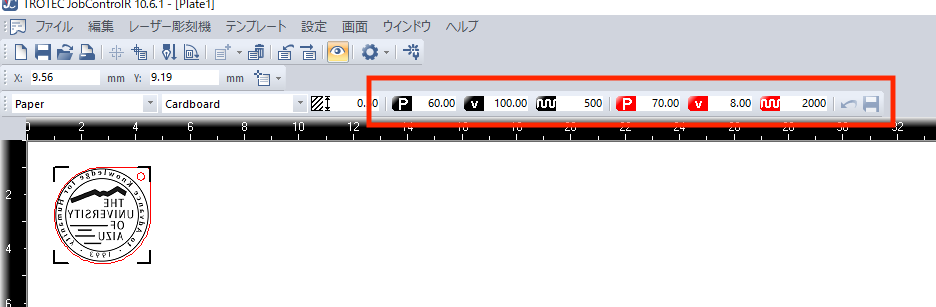 JC TROTEC JobControlR 10.6.1 - [Plate1]
ファイル 編集 レーザー彫刻機 テンプレート 設定 画面 ウインドウ ヘルプ
X: 9.56 mm Y: 9.19 mm
Paper Cardboard 0.00 P 60.00 v 100.00 500 P 70.00 v 8.00 2000
0 2 4 6 8 10 12 14 16 18 20 22 24 26 28 30 32
2
4
6
to Advance Knowledge for Humanity
THE
UNIVERSITY
OF
AIZU
· 1993 ·